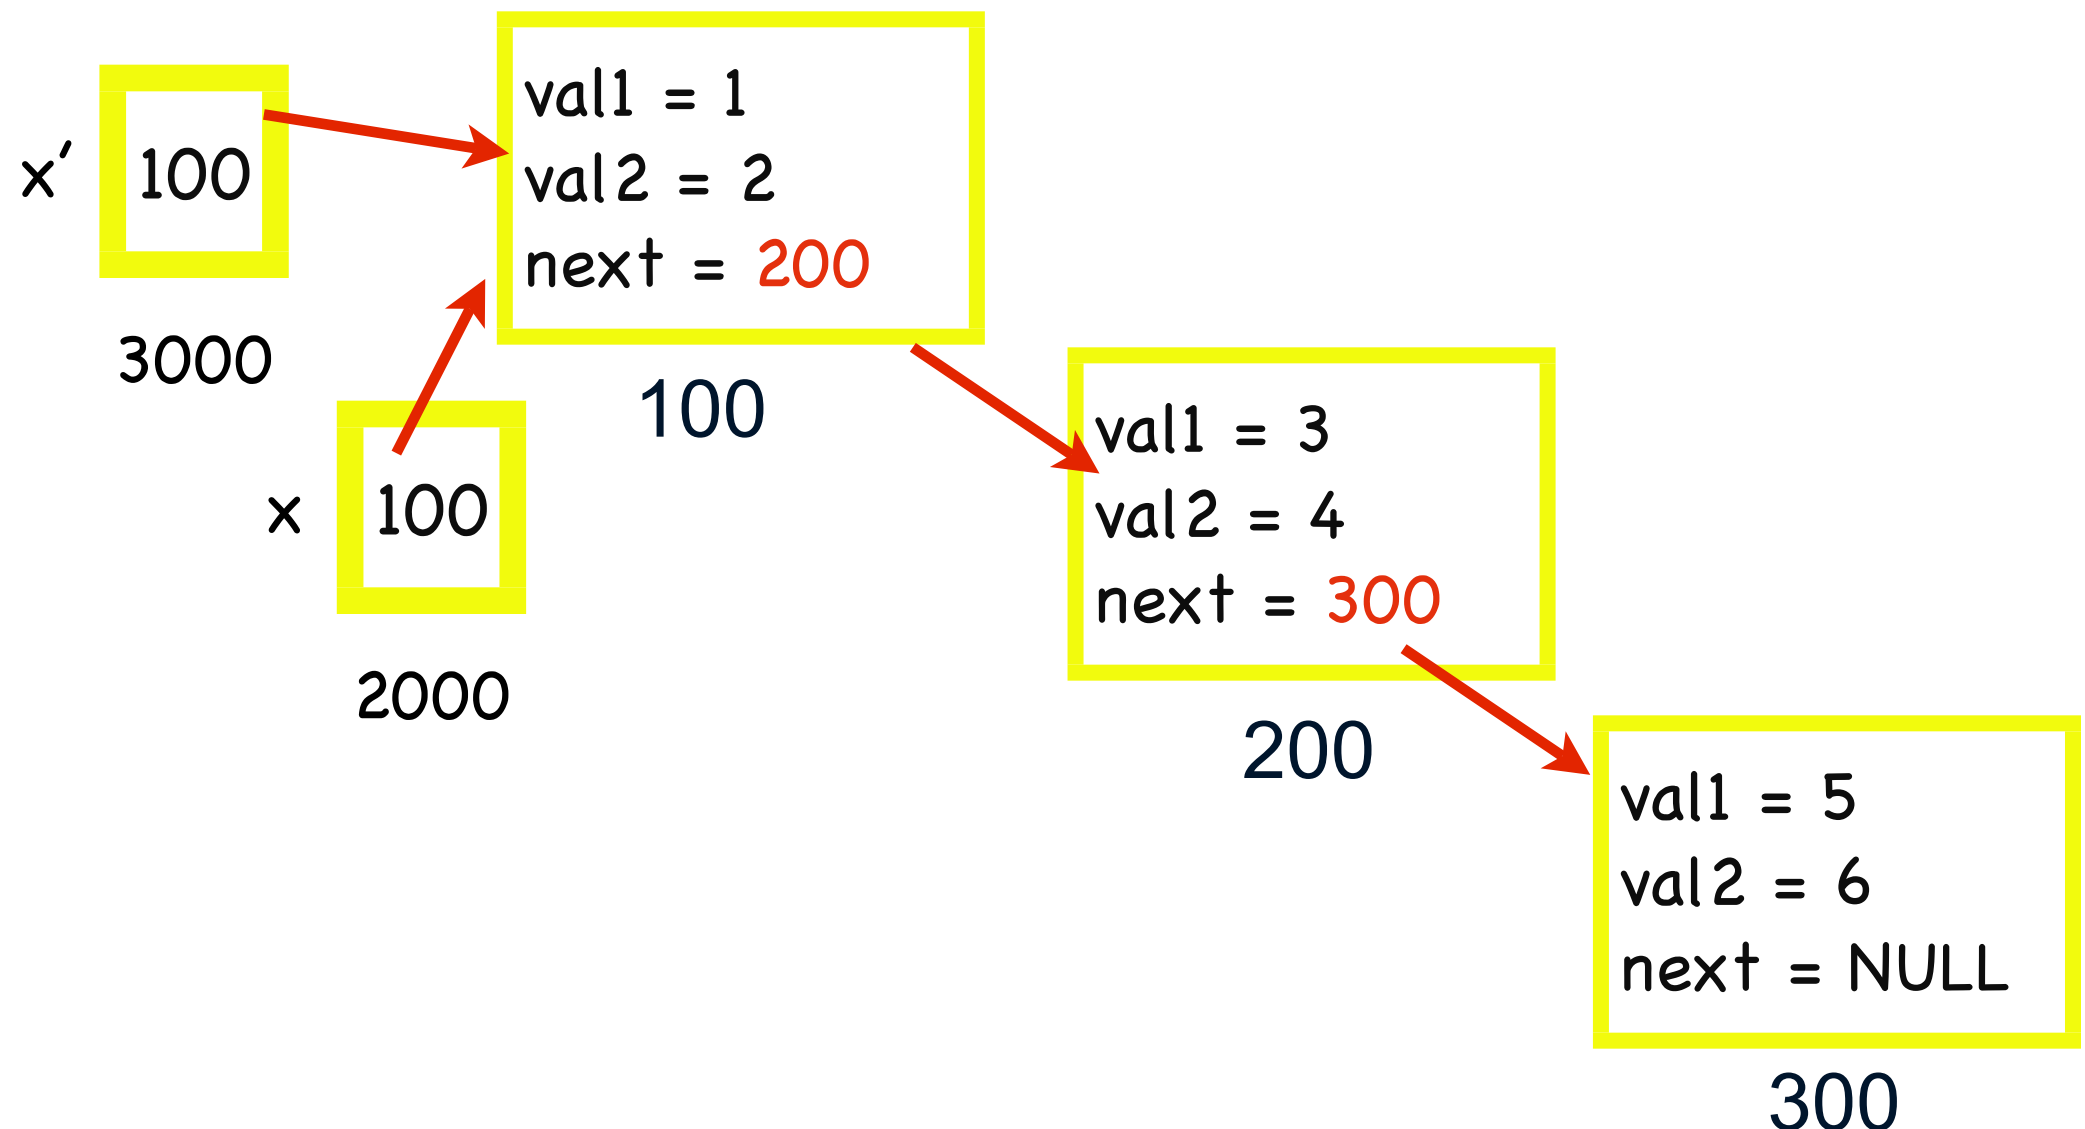 x′
100
3000
x
100
2000
val1 = 1
val2 = 2
next = 200
100
val1 = 3
val2 = 4
next = 300
200
val1 = 5
val2 = 6
next = NULL
300